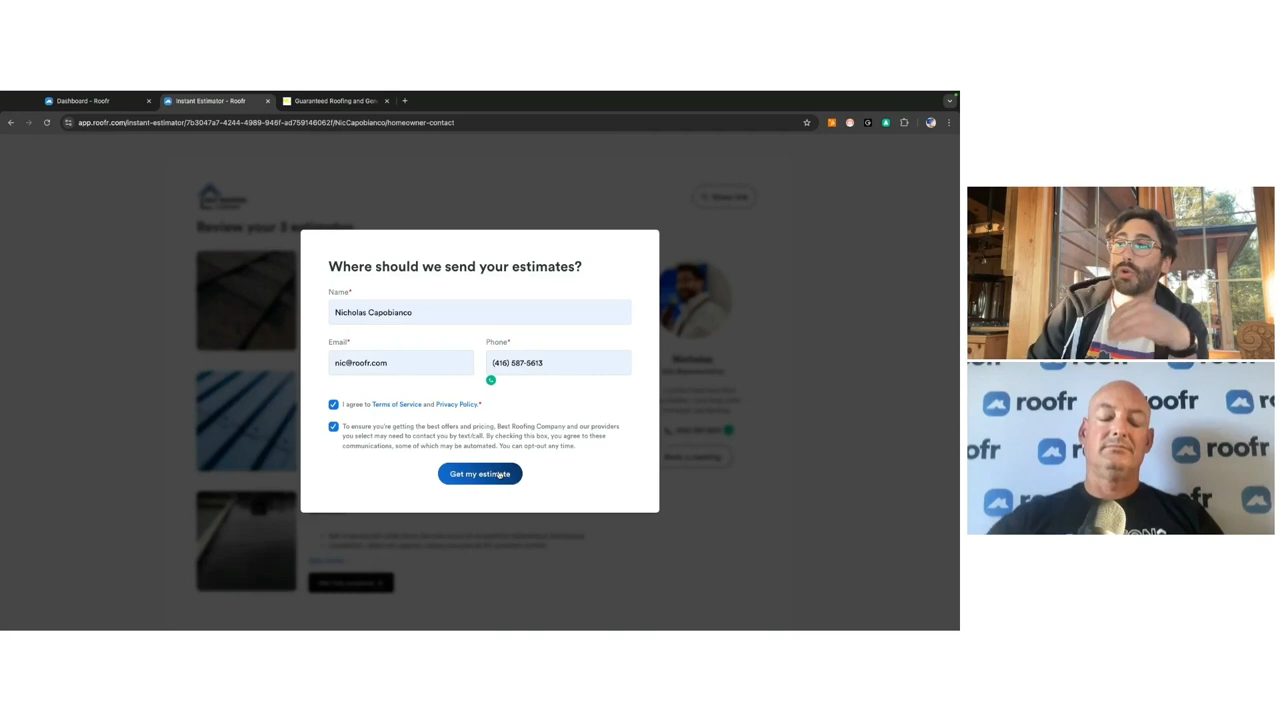 Dashboard - Roofr
Instant Estimator - Roofr
Guaranteed Roofing and Gen
app.roofr.com/instant-estimator/7b3047a7-4244-4989-946f-ad759146062f/NicCapobianco/homeowner-contact
Review your 3 estimates
Where should we send your estimates?
Name*
Nicholas Capobianco
Email*
Phone*
nic@roofr.com
(416) 587-5613
I agree to Terms of Service and Privacy Policy.*
To ensure you're getting the best offers and pricing, Best Roofing Company and our providers
you select may need to contact you by text/call. By checking this box, you agree to these
communications, some of which may be automated. You can opt-out any time.
Get my estimate
roofr
roofr
ofr
roofr